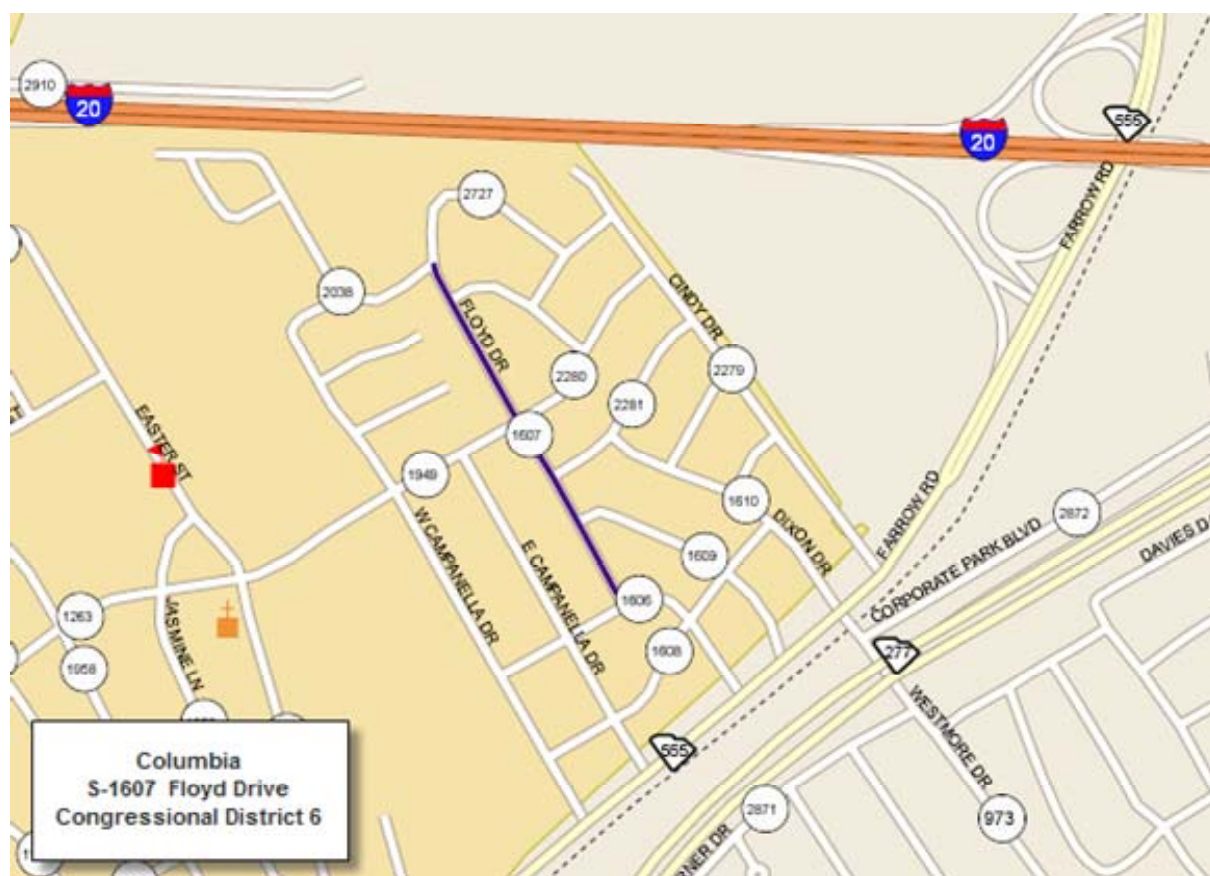 2910
20
20
555
FARROW RD
2727
2038
FLOYD DR
CINDY DR
2280
2279
2281
1607
EASTER ST
1949
1610
DIXON DR
FARROW RD
2872
CORPORATE PARK BLVD
W CAMPANELLA DR
E CAMPANELLA DR
1609
1606
1263
JASMINE LN
1608
1958
277
WESTMORE DR
555
2871
973
Columbia
S-1607 Floyd Drive
Congressional District 6